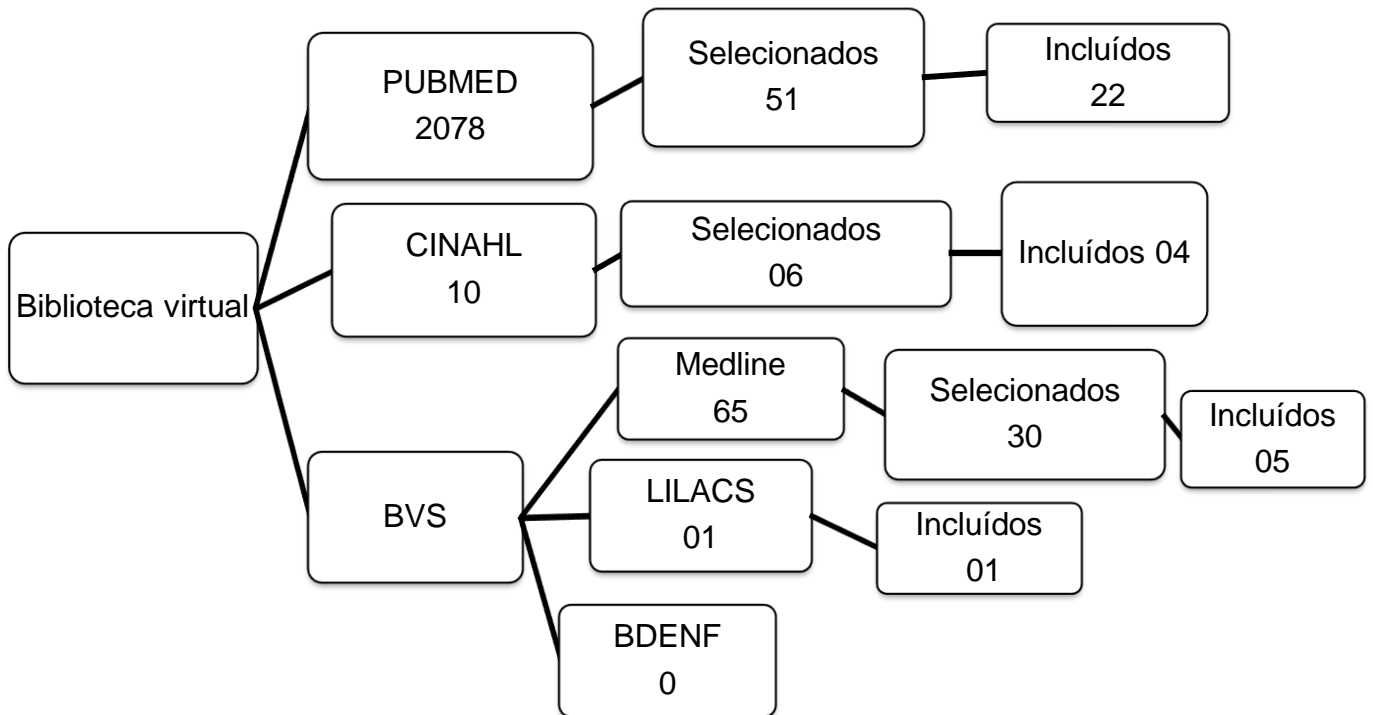 Biblioteca virtual
PUBMED
2078
Selecionados
51
Incluídos
22
CINAHL
10
Selecionados
06
Incluídos 04
BVS
Medline
65
Selecionados
30
Incluídos
05
LILACS
01
Incluídos
01
BDENF
0